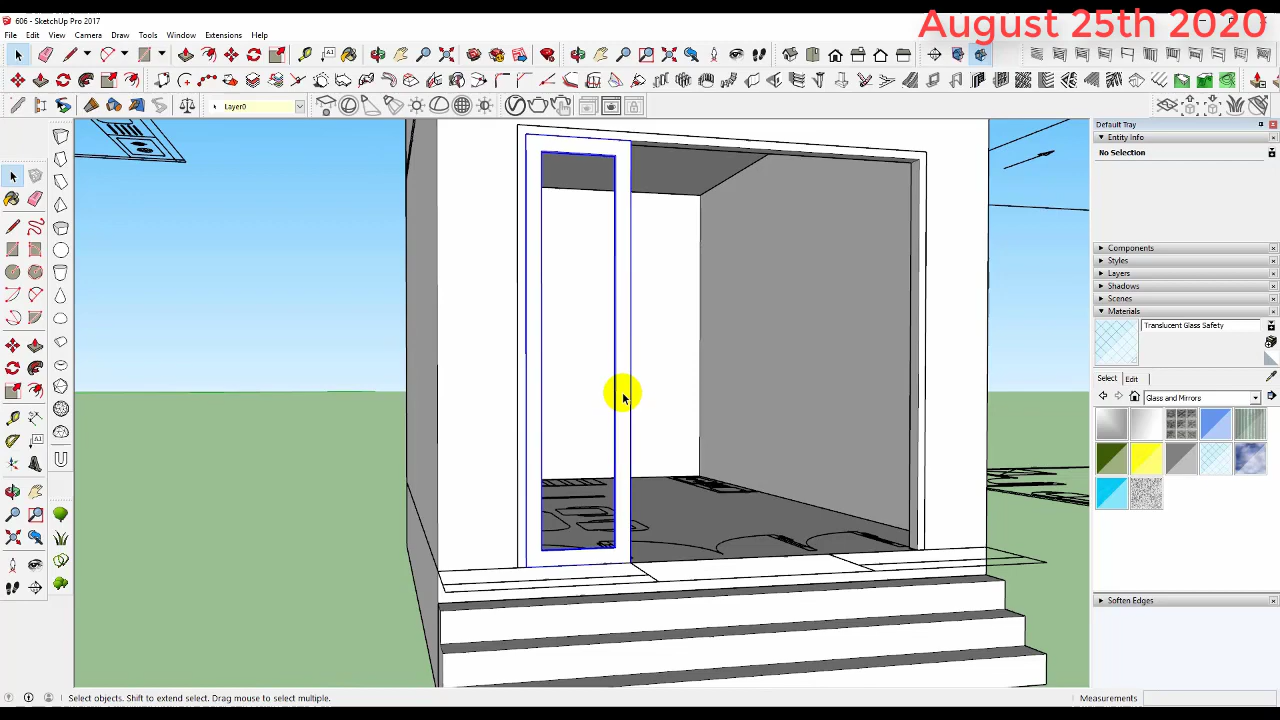 August 25th 2020
606 - SketchUp Pro 2017
File Edit View Camera Draw Tools Window Extensions Help
Layer0
Default Tray
Entity Info
No Selection
Components
Styles
Layers
Shadows
Scenes
Materials
Translucent Glass Safety
Select Edit
Glass and Mirrors
Soften Edges
Select objects. Shift to extend select. Drag mouse to select multiple.
Measurements